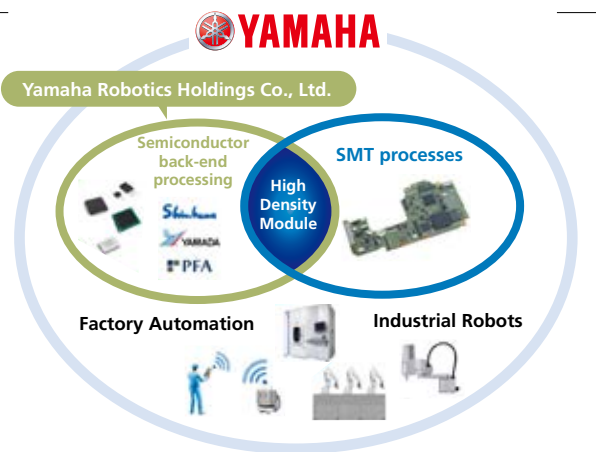 YAMAHA
Yamaha Robotics Holdings Co., Ltd.
Semiconductor
back-end
processing
SMT processes
High
Density
Module
Shinkawa
YAMADA
PFA
Factory Automation
Industrial Robots